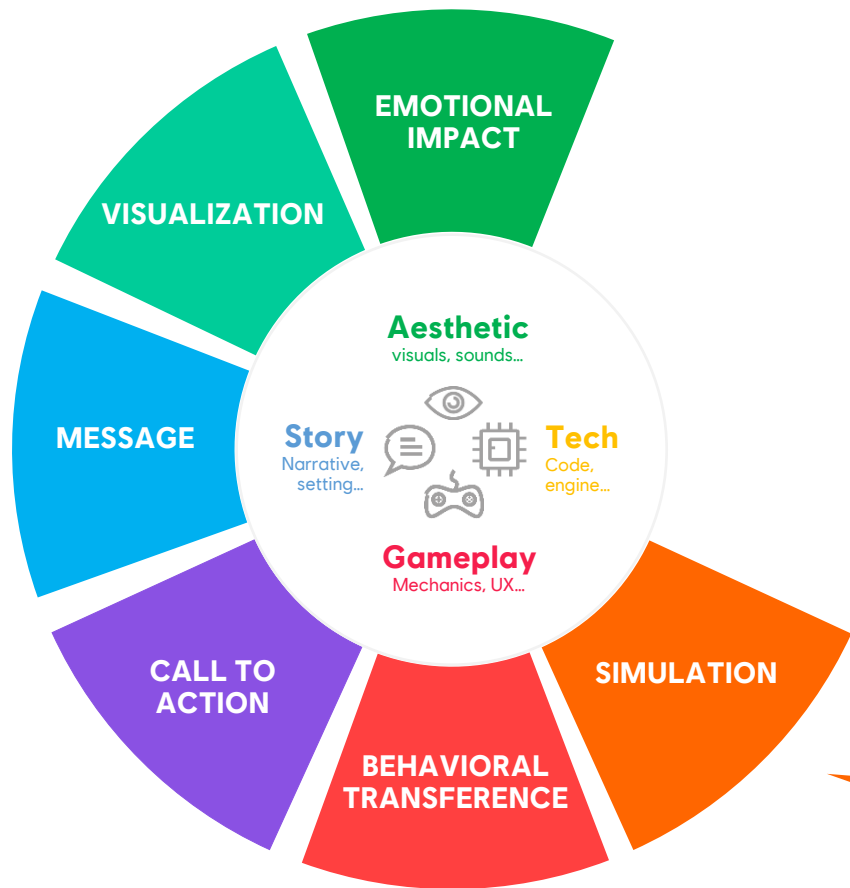 EMOTIONAL
IMPACT
VISUALIZATION
MESSAGE
CALL TO
ACTION
BEHAVIORAL
TRANSFERENCE
SIMULATION
Aesthetic
visuals, sounds...
Story
Narrative,
setting...
Tech
Code,
engine...
Gameplay
Mechanics, UX...